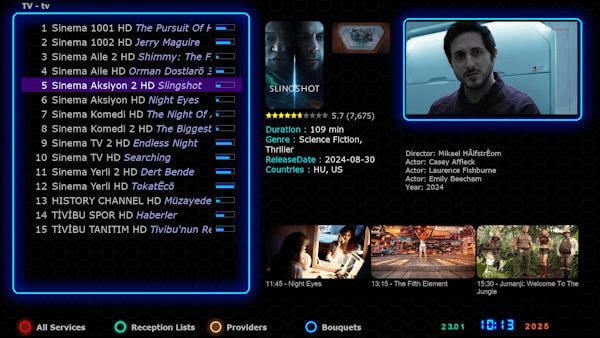 TV - tv
1 Sinema 1001 HD The Pursuit Of H
2 Sinema 1002 HD Jerry Maguire
3 Sinema Aile 2 HD Shimmy: The F
4 Sinema Aile HD Orman Dostlarõ 3
5 Sinema Aksiyon 2 HD Slingshot
6 Sinema Aksiyon HD Night Eyes
7 Sinema Komedi HD The Night Of A
8 Sinema Komedi 2 HD The Biggest
9 Sinema TV 2 HD Endless Night
10 Sinema TV HD Searching
11 Sinema Yerli 2 HD Dert Bende
12 Sinema Yerli HD TokatÉcõ
13 HISTORY CHANNEL HD Müzayede
14 TİVİBU SPOR HD Haberler
15 TİVİBU TANITIM HD Tivibu'nun Re
SLINGSHOT
5.7 (7,675)
Duration : 109 min
Genre : Science Fiction,
Thriller
ReleaseDate : 2024-08-30
Countries : HU, US
Director: Mikael HÅlfstrÉom
Actor: Casey Affleck
Actor: Laurence Fishburne
Actor: Emily Beecham
Year: 2024
11:45 - Night Eyes
13:15 - The Fifth Element
15:30 - Jumanji: Welcome To The
Jungle
All Services
Reception Lists
Providers
Bouquets
23.01 10:13 2025